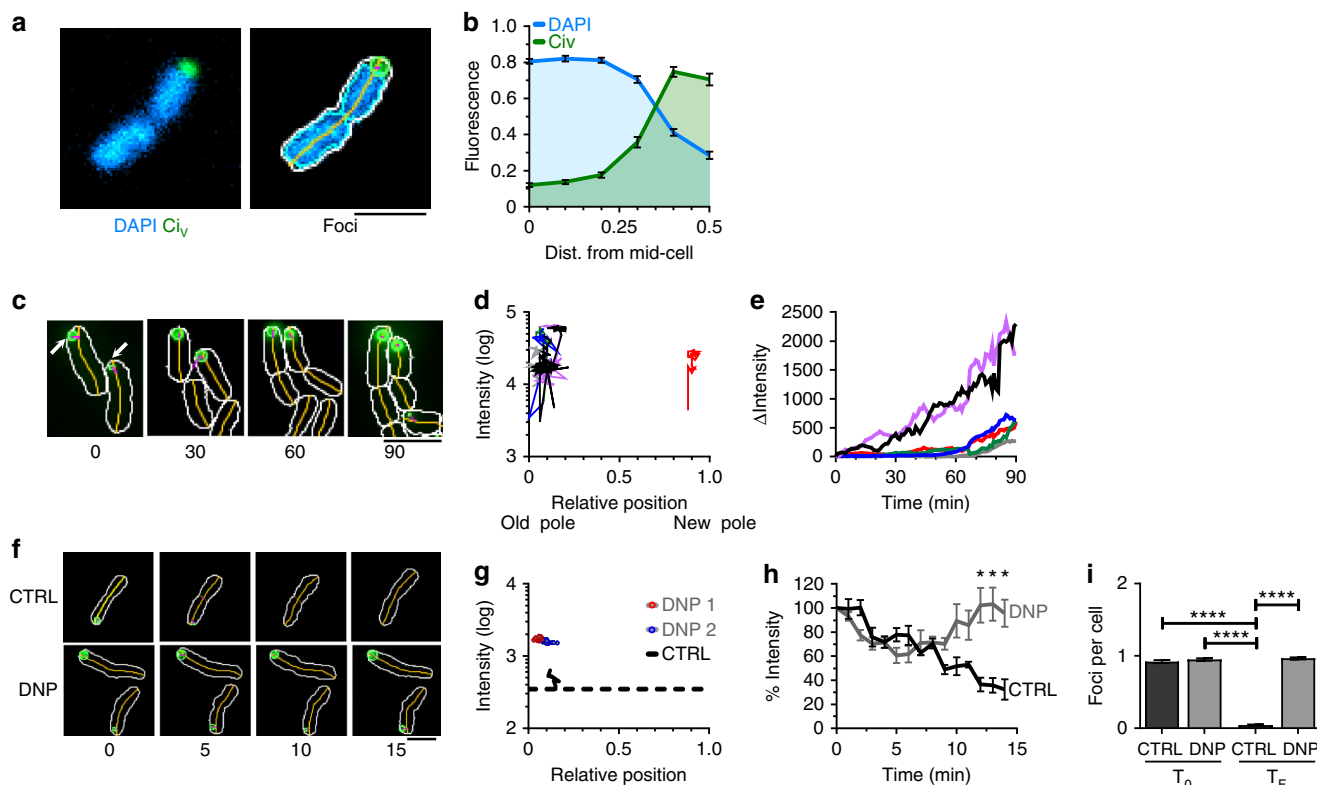 a
DAPI Ci_V
Foci
b
DAPI
Civ
Fluorescence
1.0
0.8
0.6
0.4
0.2
0
0 0.25 0.5
Dist. from mid-cell
c
0 30 60 90
d
Intensity (log)
5
4
3
0.0 0.5 1.0
Relative position
Old pole New pole
e
ΔIntensity
2500
2000
1500
1000
500
0
0 30 60 90
Time (min)
f
CTRL
DNP
0 5 10 15
g
Intensity (log)
4
3
2
DNP 1
DNP 2
CTRL
0.0 0.5 1.0
Relative position
h
% Intensity
120
100
80
60
40
20
0
* * *
DNP
CTRL
0 5 10 15
Time (min)
i
Foci per cell
2
1
0
****
****
****
CTRL DNP CTRL DNP
T_0 T_F